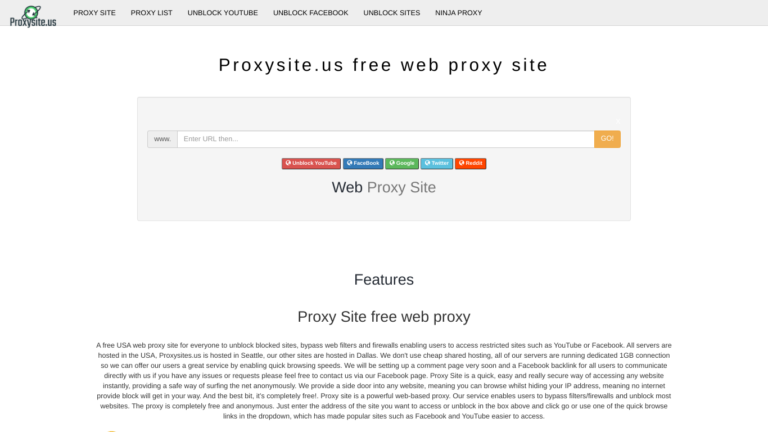 Proxysite.us
PROXY SITE PROXY LIST UNBLOCK YOUTUBE UNBLOCK FACEBOOK UNBLOCK SITES NINJA PROXY
Proxysite.us free web proxy site
www. Enter URL then... GO!
Unblock YouTube FaceBook Google Twitter Reddit
Web Proxy Site
Features
Proxy Site free web proxy
A free USA web proxy site for everyone to unblock blocked sites, bypass web filters and firewalls enabling users to access restricted sites such as YouTube or Facebook. All servers are
hosted in the USA, Proxysites.us is hosted in Seattle, our other sites are hosted in Dallas. We don't use cheap shared hosting, all of our servers are running dedicated 1GB connection
so we can offer our users a great service by enabling quick browsing speeds. We will be setting up a comment page very soon and a Facebook backlink for all users to communicate
directly with us if you have any issues or requests please feel free to contact us via our Facebook page. Proxy Site is a quick, easy and really secure way of accessing any website
instantly, providing a safe way of surfing the net anonymously. We provide a side door into any website, meaning you can browse whilst hiding your IP address, meaning no internet
provide block will get in your way. And the best bit, it's completely free!. Proxy site is a powerful web-based proxy. Our service enables users to bypass filters/firewalls and unblock most
websites. The proxy is completely free and anonymous. Just enter the address of the site you want to access or unblock in the box above and click go or use one of the quick browse
links in the dropdown, which has made popular sites such as Facebook and YouTube easier to access.